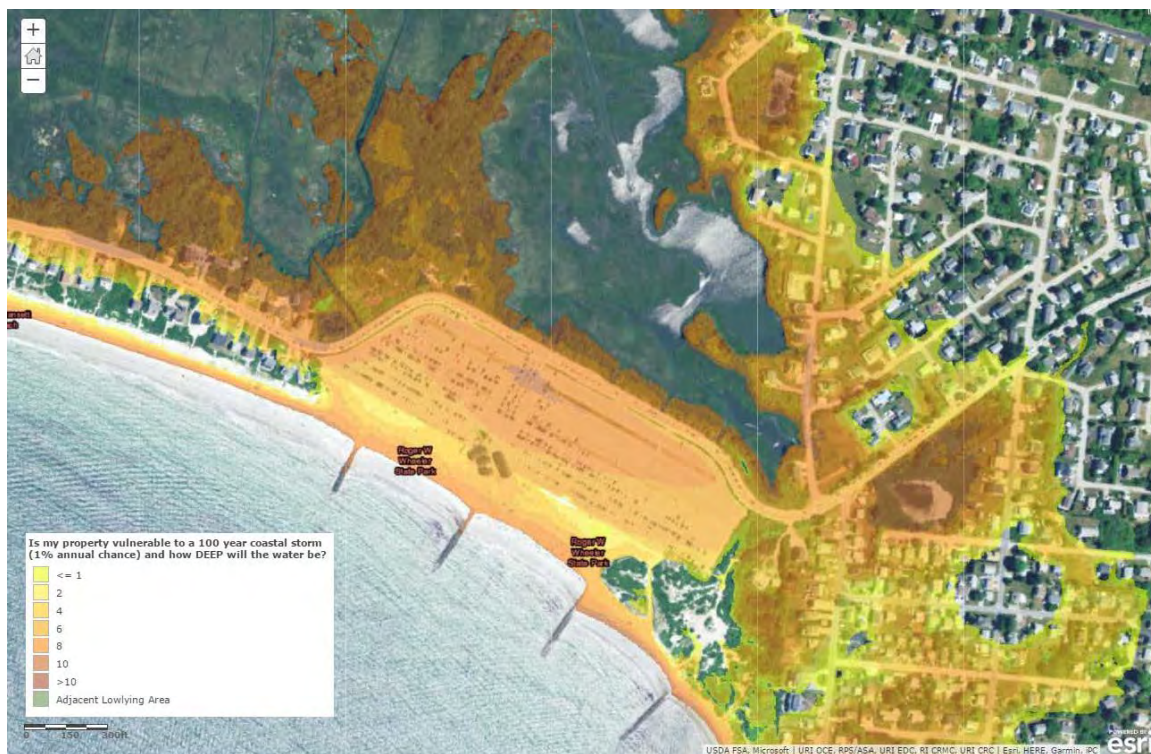 +
−
Roger W
Wheeler
State Park
Roger W
Wheeler
State Park
Is my property vulnerable to a 100 year coastal storm
(1% annual chance) and how DEEP will the water be?
<= 1
2
4
6
8
10
>10
Adjacent Lowlying Area
0 150 300ft
USDA FSA, Microsoft | URI OCE, RPS/ASA, URI EDC, RI CRMC, URI CRC | Esri, HERE, Garmin, iPC
POWERED BY
esri